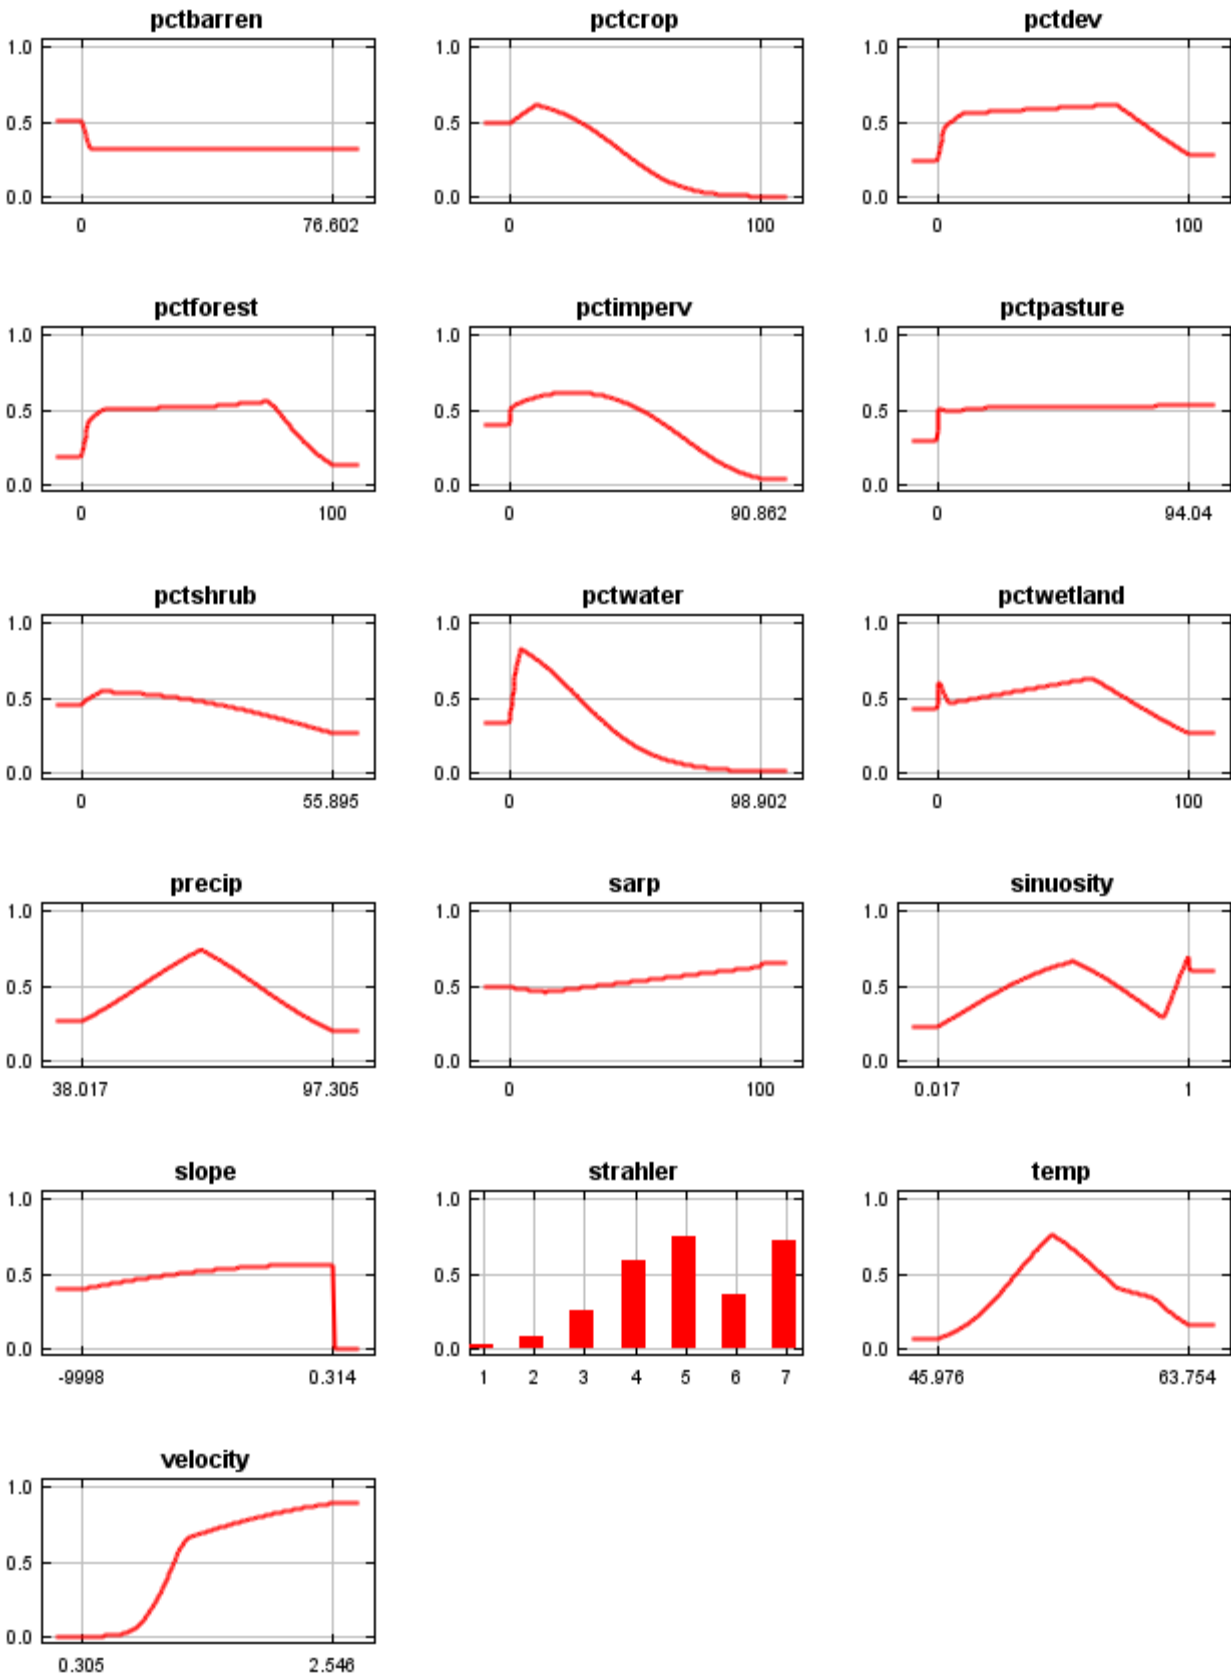 pctbarren pctcrop pctdev
1.0 1.0 1.0
0.5 0.5 0.5
0.0 0.0 0.0
0 76.602 0 100 0 100
pctforest pctimperv pctpasture
1.0 1.0 1.0
0.5 0.5 0.5
0.0 0.0 0.0
0 100 0 90.862 0 94.04
pctshrub pctwater pctwetland
1.0 1.0 1.0
0.5 0.5 0.5
0.0 0.0 0.0
0 55.895 0 98.902 0 100
precip sarp sinuosity
1.0 1.0 1.0
0.5 0.5 0.5
0.0 0.0 0.0
38.017 97.305 0 100 0.017 1
slope strahler temp
1.0 1.0 1.0
0.5 0.5 0.5
0.0 0.0 0.0
-9998 0.314 1 2 3 4 5 6 7 45.976 63.754
velocity
1.0
0.5
0.0
0.305 2.546